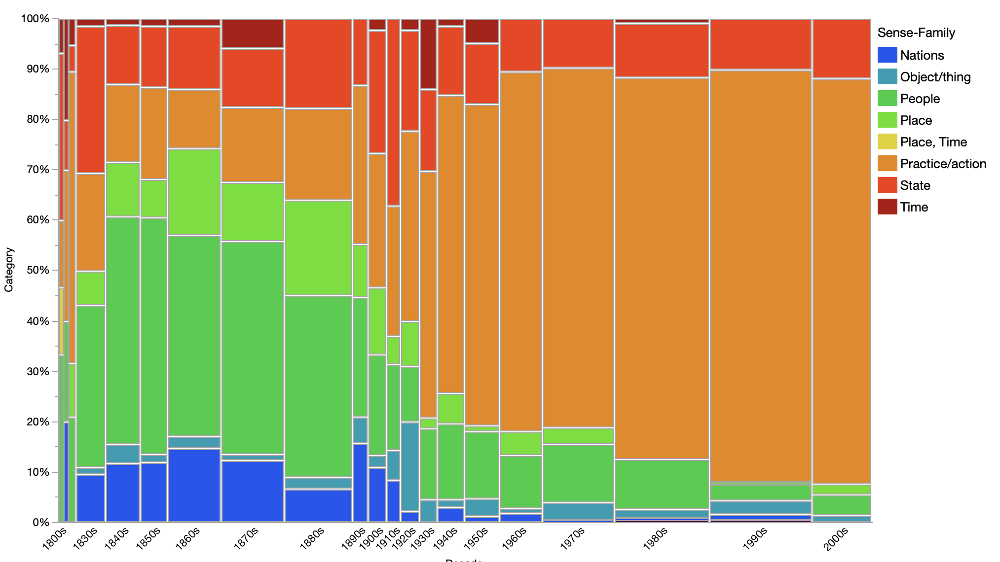 100%
90%
80%
70%
60%
50%
40%
30%
20%
10%
0%
Category
1800s
1830s
1840s
1850s
1860s
1870s
1880s
1890s
1900s
1910s
1920s
1930s
1940s
1950s
1960s
1970s
1980s
1990s
2000s
Decade
Sense-Family
Nations
Object/thing
People
Place
Place, Time
Practice/action
State
Time